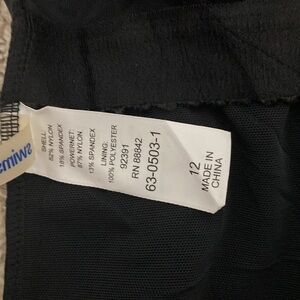 SHELL:
82% NYLON
18% SPANDEX
POWERNET:
87% NYLON
13% SPANDEX
LINING:
100% POLYESTER
92391
RN 88842
63-0503-1
12
MADE IN
CHINA